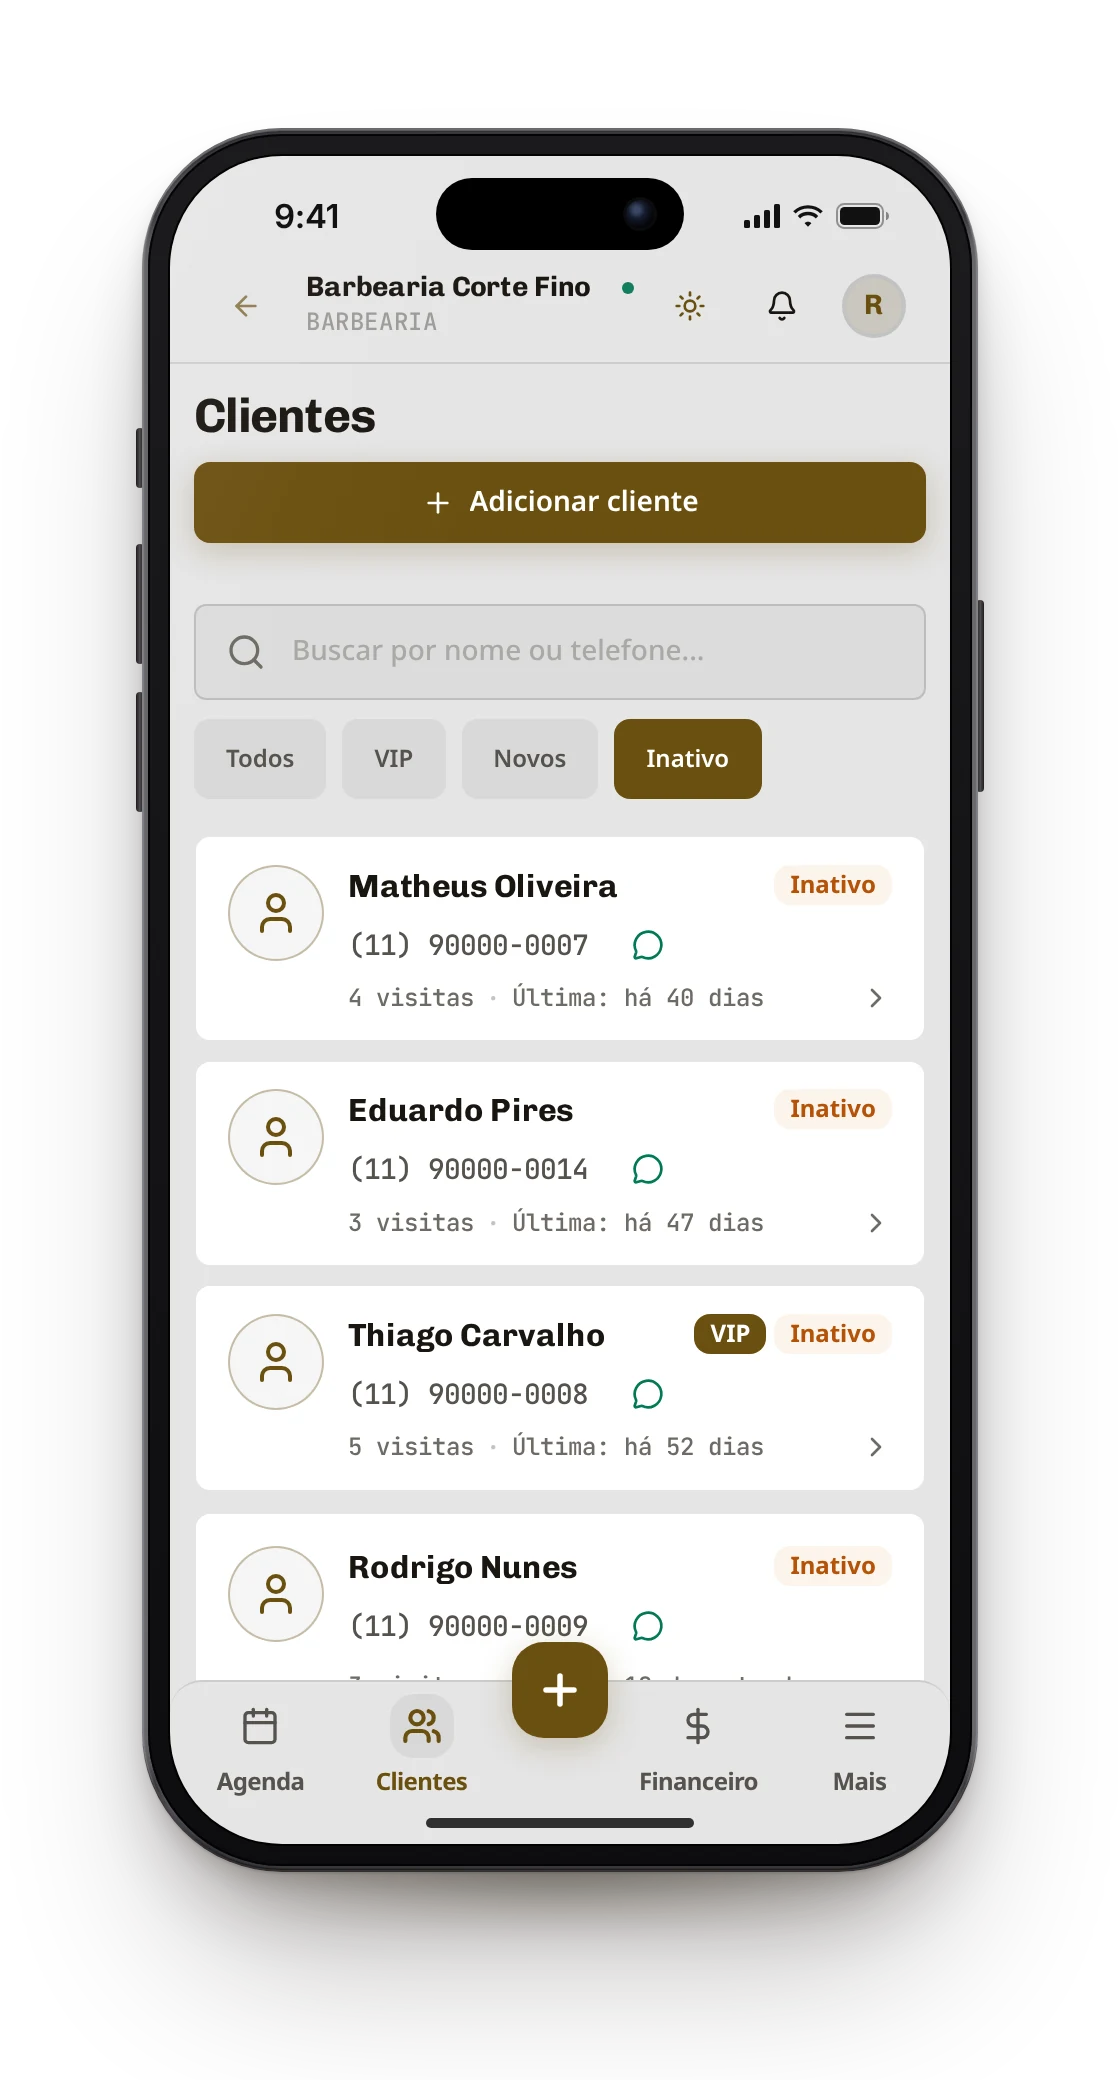 9:41
Barbearia Corte Fino
BARBEARIA
R
Clientes
Adicionar cliente
Buscar por nome ou telefone...
Todos VIP Novos Inativo
Matheus Oliveira Inativo
(11) 90000-0007
4 visitas · Última: há 40 dias
Eduardo Pires Inativo
(11) 90000-0014
3 visitas · Última: há 47 dias
Thiago Carvalho VIP Inativo
(11) 90000-0008
5 visitas · Última: há 52 dias
Rodrigo Nunes Inativo
(11) 90000-0009
Agenda Clientes Financeiro Mais